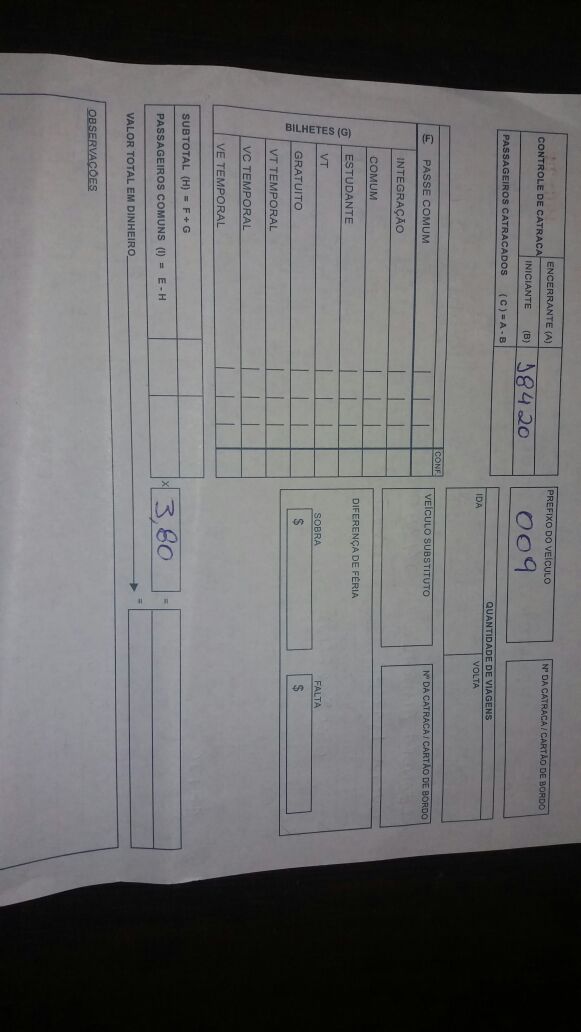 CONTROLE DE CATRACA
ENCERRANTE (A)
INICIANTE (B) 18420
PASSAGEIROS CATRACADOS (C) = A - B
PREFIXO DO VEÍCULO
009
Nº DA CATRACA / CARTÃO DE BORDO
QUANTIDADE DE VIAGENS
IDA
VOLTA
VEÍCULO SUBSTITUTO
Nº DA CATRACA / CARTÃO DE BORDO
DIFERENÇA DE FÉRIA
SOBRA
$
FALTA
$
CONF.
(F) PASSE COMUM
BILHETES (G)
INTEGRAÇÃO
COMUM
ESTUDANTE
VT
GRATUITO
VT TEMPORAL
VC TEMPORAL
VE TEMPORAL
SUBTOTAL (H) = F + G
PASSAGEIROS COMUNS (I) = E - H
X 3,80 =
VALOR TOTAL EM DINHEIRO =
OBSERVAÇÕES